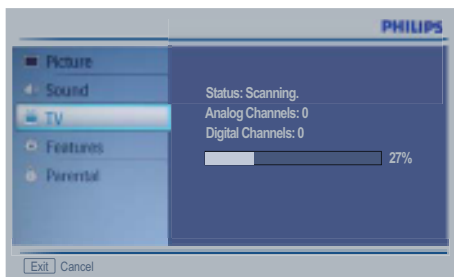 PHILIPS
Picture
Sound
TV
Features
Parental
Status: Scanning.
Analog Channels: 0
Digital Channels: 0
27%
Exit Cancel